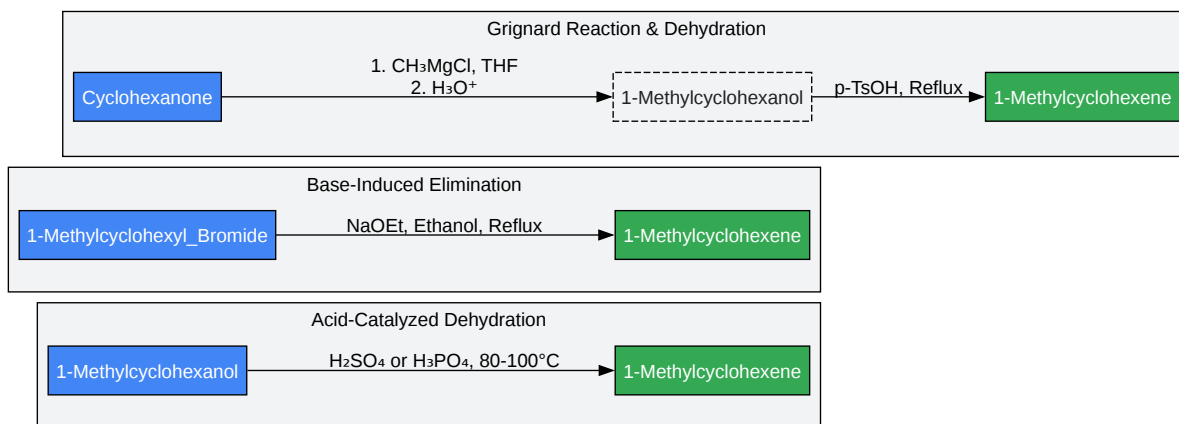 Grignard Reaction & Dehydration
1. CH₃MgCl, THF
2. H₃O⁺
Cyclohexanone
1-Methylcyclohexanol
p-TsOH, Reflux
1-Methylcyclohexene
Base-Induced Elimination
1-Methylcyclohexyl_Bromide
NaOEt, Ethanol, Reflux
1-Methylcyclohexene
Acid-Catalyzed Dehydration
1-Methylcyclohexanol
H₂SO₄ or H₃PO₄, 80-100°C
1-Methylcyclohexene